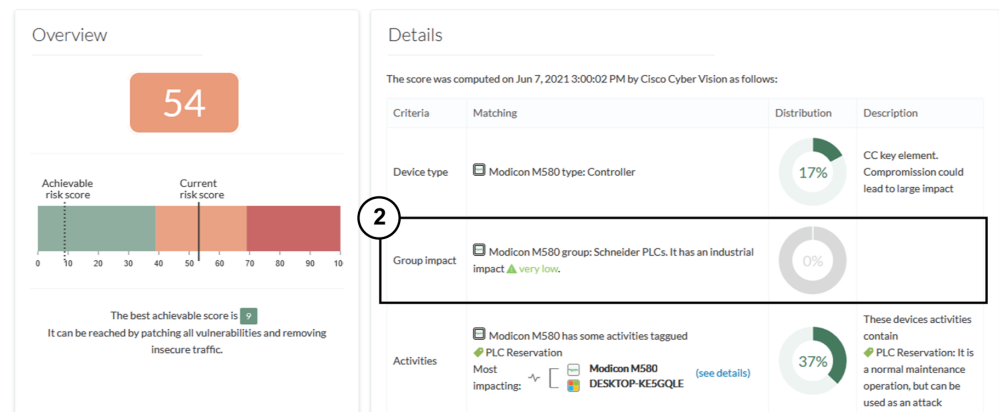 Overview
54
Achievable
risk score
Current
risk score
0 10 20 30 40 50 60 70 80 90 10
The best achievable score is 9
It can be reached by patching all vulnerabilities and removing
insecure traffic.
Details
The score was computed on Jun 7, 2021 3:00:02 PM by Cisco Cyber Vision as follows:
Criteria Matching Distribution Description
Device type
Modicon M580 type: Controller
17%
CC key element.
Compromission could
lead to large impact
2
Group impact
Modicon M580 group: Schneider PLCs. It has an industrial
impact very low.
0%
Activities
Modicon M580 has some activities taggued
PLC Reservation
Most
impacting:
Modicon M580
DESKTOP-KE5GQLE
(see details)
37%
These devices activities
contain
PLC Reservation: It is
a normal maintenance
operation, but can be
used as an attack